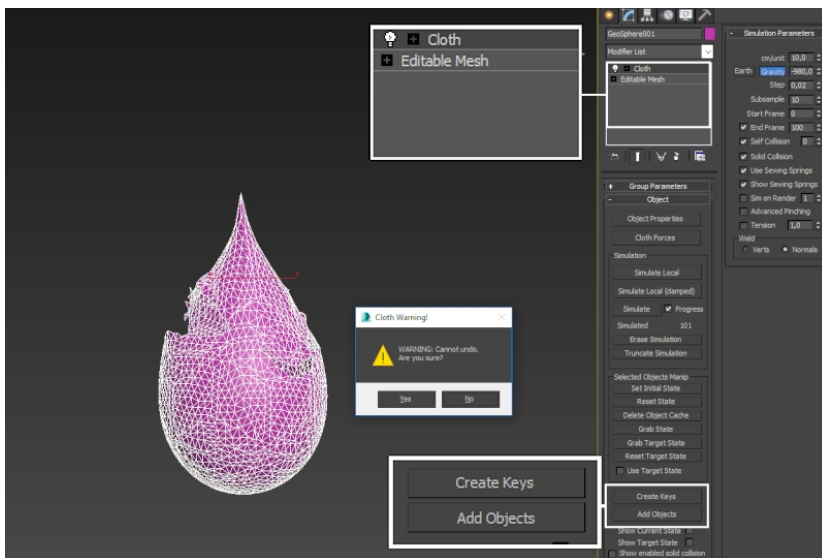 Cloth
Editable Mesh
GeoSphere001
Modifier List
Cloth
Editable Mesh
Group Parameters
Object
Object Properties
Cloth Forces
Simulation
Simulate Local
Simulate Local (damped)
Simulate Progress
Simulated 101
Erase Simulation
Truncate Simulation
Selected Objects Manip
Set Initial State
Reset State
Delete Object Cache
Grab State
Grab Target State
Reset Target State
Use Target State
Create Keys
Add Objects
Show Current State
Show Target State
Show enabled solid collision
Simulation Parameters
cm/unit 10,0
Earth Gravity -980,0
Step 0,02
Subsample 10
Start Frame 0
End Frame 100
Self Collision 0
Solid Collision
Use Sewing Springs
Show Sewing Springs
Sim on Render 1
Advanced Pinching
Tension 1,0
Weld
Verts Normals
Cloth Warning!
WARNING: Cannot undo.
Are you sure?
Yes No
Create Keys
Add Objects